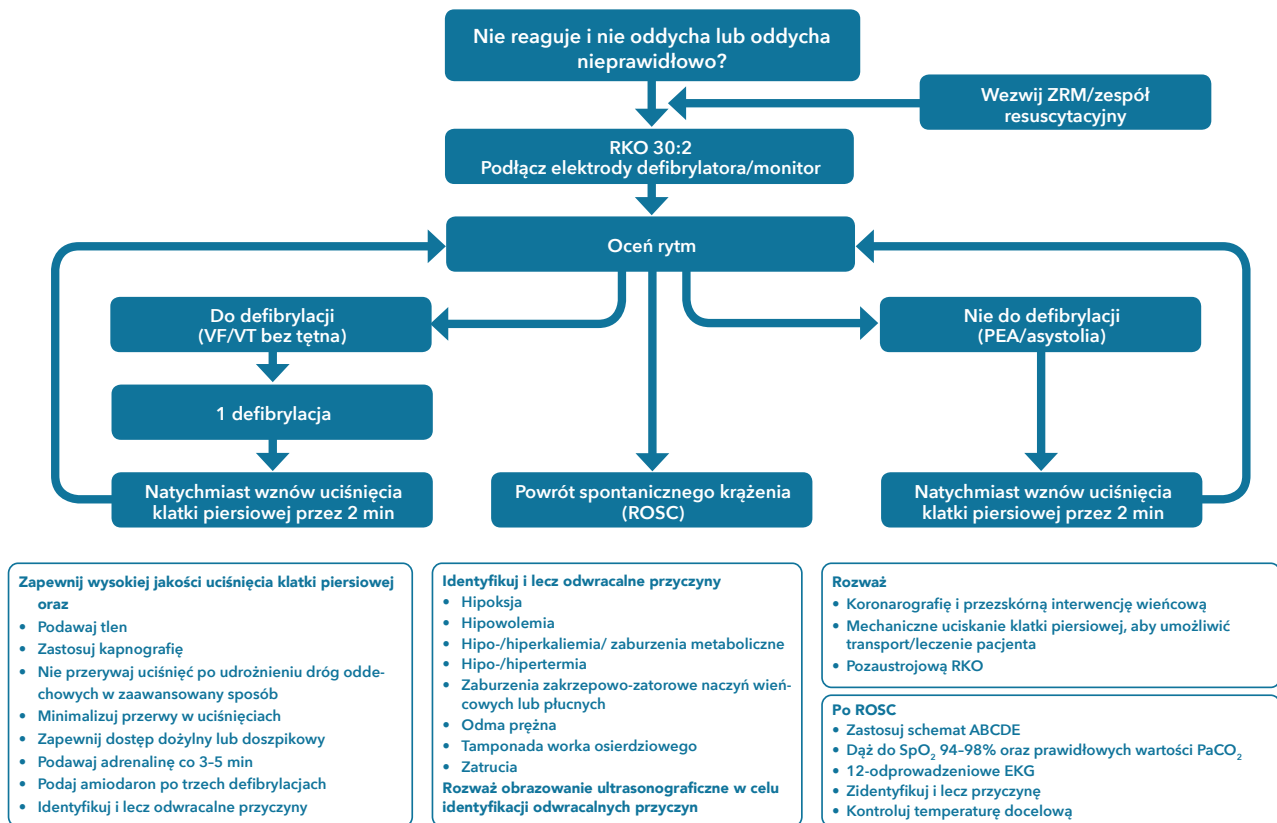 Nie reaguje i nie oddycha lub oddycha
nieprawidłowo?
Wezwij ZRM/zespół
resuscytacyjny
RKO 30:2
Podłącz elektrody defibrylatora/monitor
Oceń rytm
Do defibrylacji
(VF/VT bez tętna)
Nie do defibrylacji
(PEA/asystolia)
1 defibrylacja
Natychmiast wznów uciśnięcia
klatki piersiowej przez 2 min
Powrót spontanicznego krążenia
(ROSC)
Natychmiast wznów uciśnięcia
klatki piersiowej przez 2 min
Zapewnij wysokiej jakości uciśnięcia klatki piersiowej
oraz
• Podawaj tlen
• Zastosuj kapnografię
• Nie przerywaj uciśnięć po udrożnieniu dróg odde-
chowych w zaawansowany sposób
• Minimalizuj przerwy w uciśnięciach
• Zapewnij dostęp dożylny lub doszpikowy
• Podawaj adrenalinę co 3–5 min
• Podaj amiodaron po trzech defibrylacjach
• Identyfikuj i lecz odwracalne przyczyny
Identyfikuj i lecz odwracalne przyczyny
• Hipoksja
• Hipowolemia
• Hipo-/hiperkaliemia/ zaburzenia metaboliczne
• Hipo-/hipertermia
• Zaburzenia zakrzepowo-zatorowe naczyń wień-
cowych lub płucnych
• Odma prężna
• Tamponada worka osierdziowego
• Zatrucia
Rozważ obrazowanie ultrasonograficzne w celu
identyfikacji odwracalnych przyczyn
Rozważ
• Koronarografię i przezskórną interwencję wieńcową
• Mechaniczne uciskanie klatki piersiowej, aby umożliwić
transport/leczenie pacjenta
• Pozaustrojową RKO
Po ROSC
• Zastosuj schemat ABCDE
• Dąż do SpO₂ 94–98% oraz prawidłowych wartości PaCO₂
• 12-odprowadzeniowe EKG
• Zidentyfikuj i lecz przyczynę
• Kontroluj temperaturę docelową